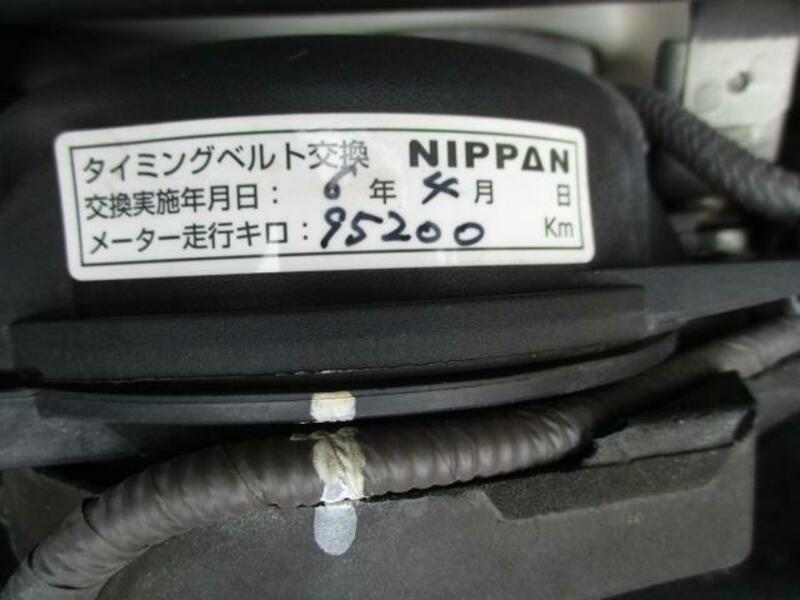 タイミングベルト交換 NIPPAN
交換実施年月日： 6 年 4 月 日
メーター走行キロ： 95200 Km